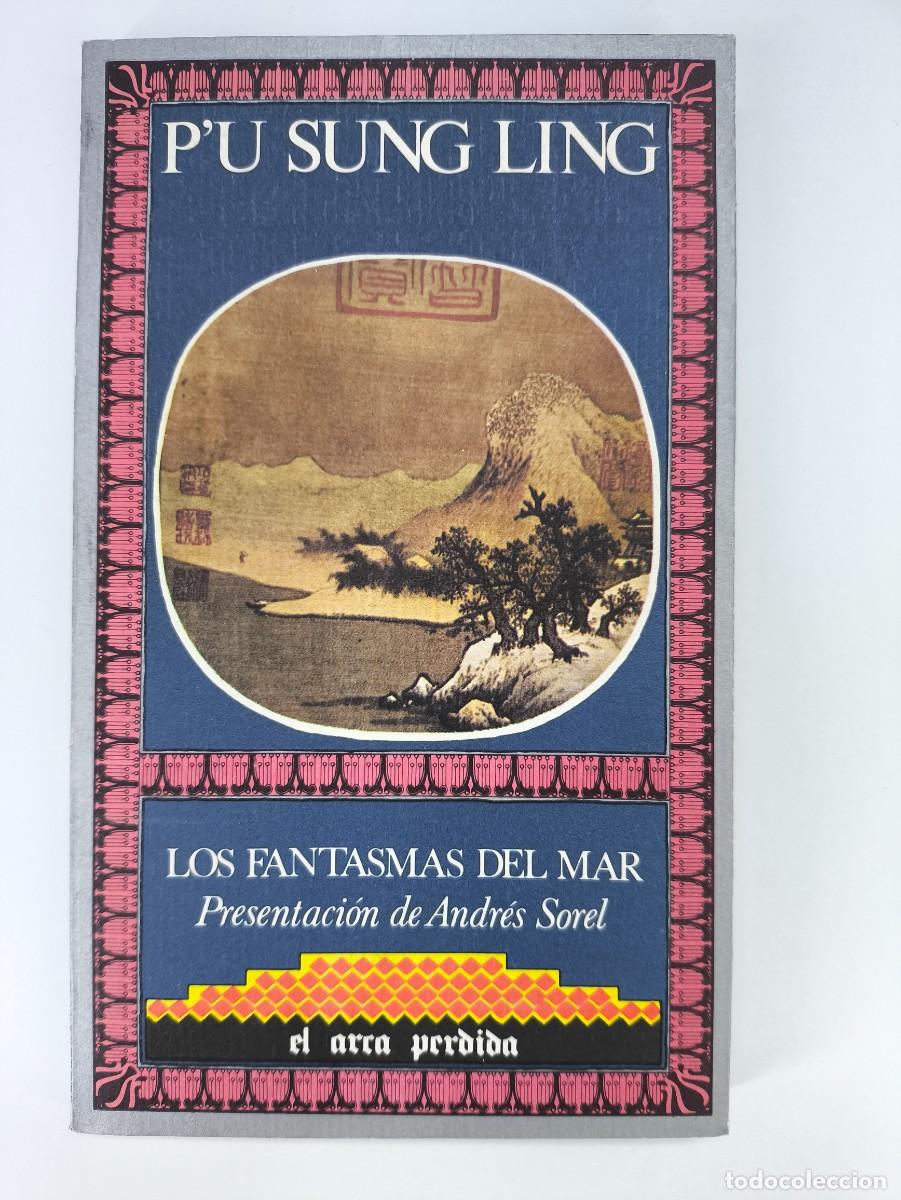 P'U SUNG LING
LOS FANTASMAS DEL MAR
Presentación de Andrés Sorel
el arca perdida
todocoleccion